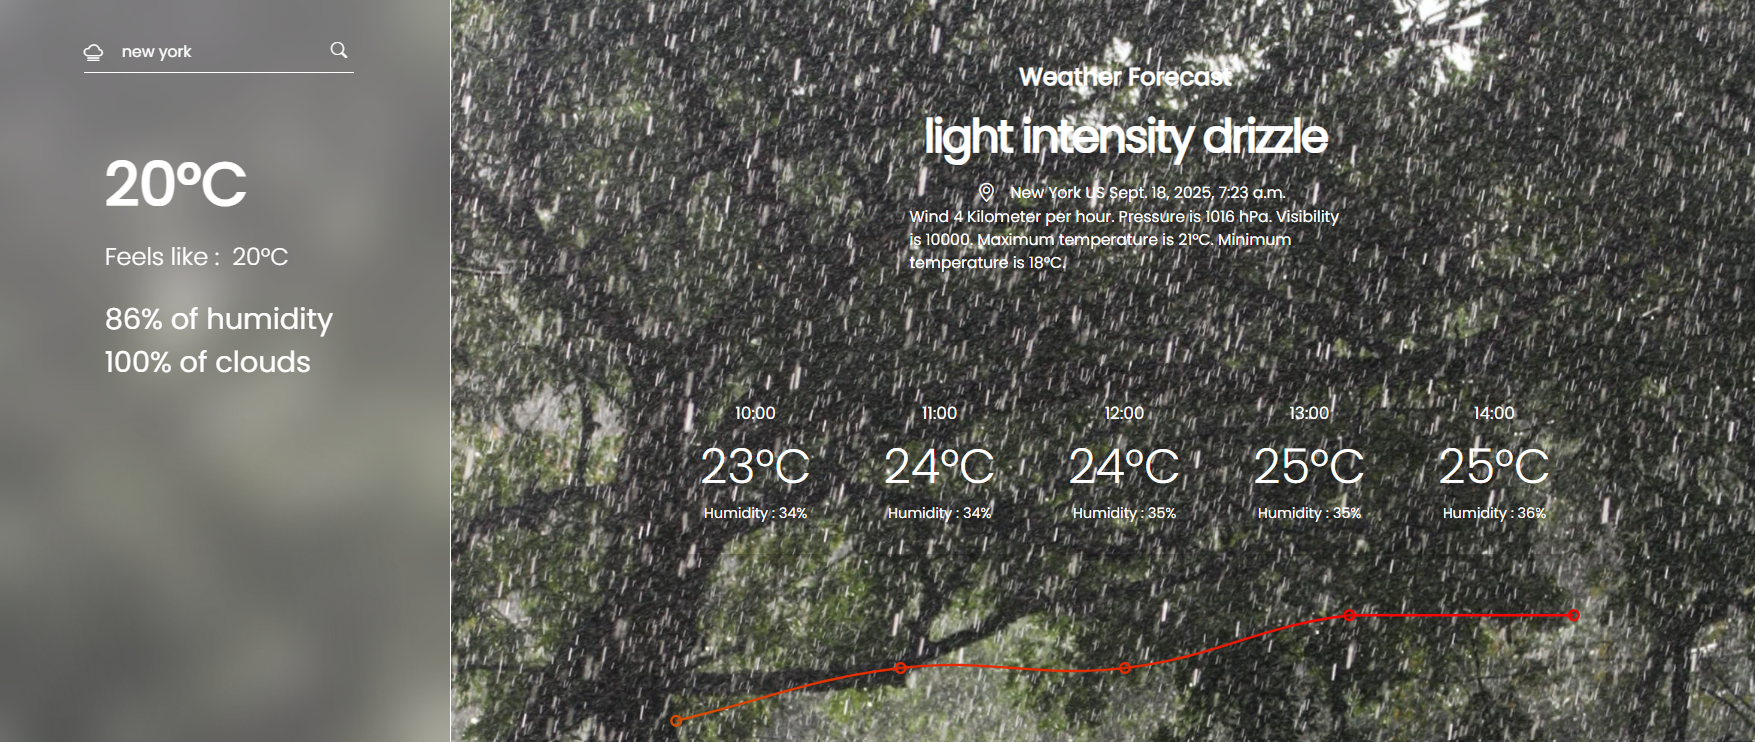 new york
20°C
Feels like : 20°C
86% of humidity
100% of clouds
Weather Forecast
light intensity drizzle
New York US Sept. 18, 2025, 7:23 a.m.
Wind 4 Kilometer per hour. Pressure is 1016 hPa. Visibility
is 10000. Maximum temperature is 21°C. Minimum
temperature is 18°C.
10:00 11:00 12:00 13:00 14:00
23°C 24°C 24°C 25°C 25°C
Humidity : 34% Humidity : 34% Humidity : 35% Humidity : 35% Humidity : 36%